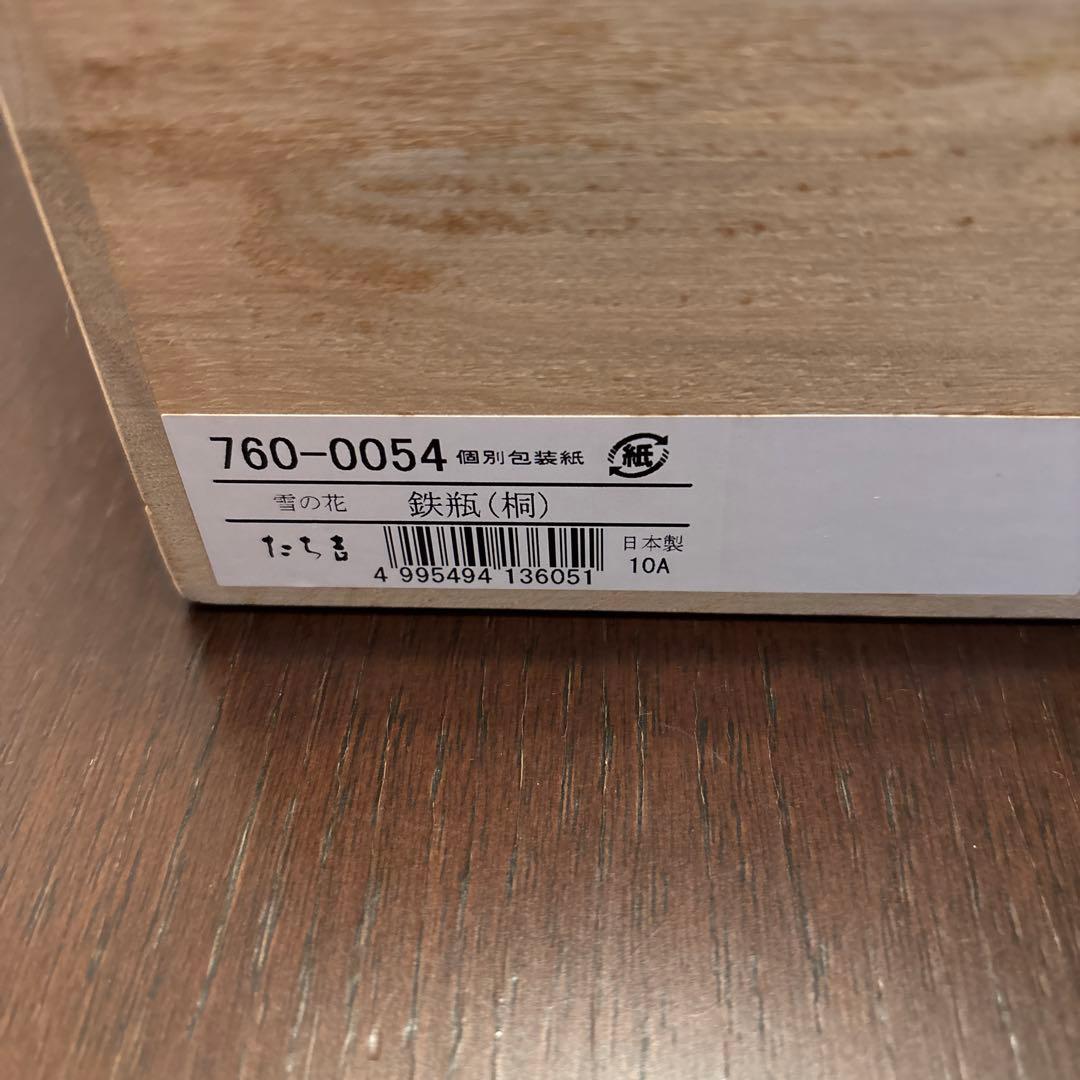 760-0054 個別包装紙 紙
雪の花 鉄瓶(桐)
たち吉 日本製
4 995494 136051 10A